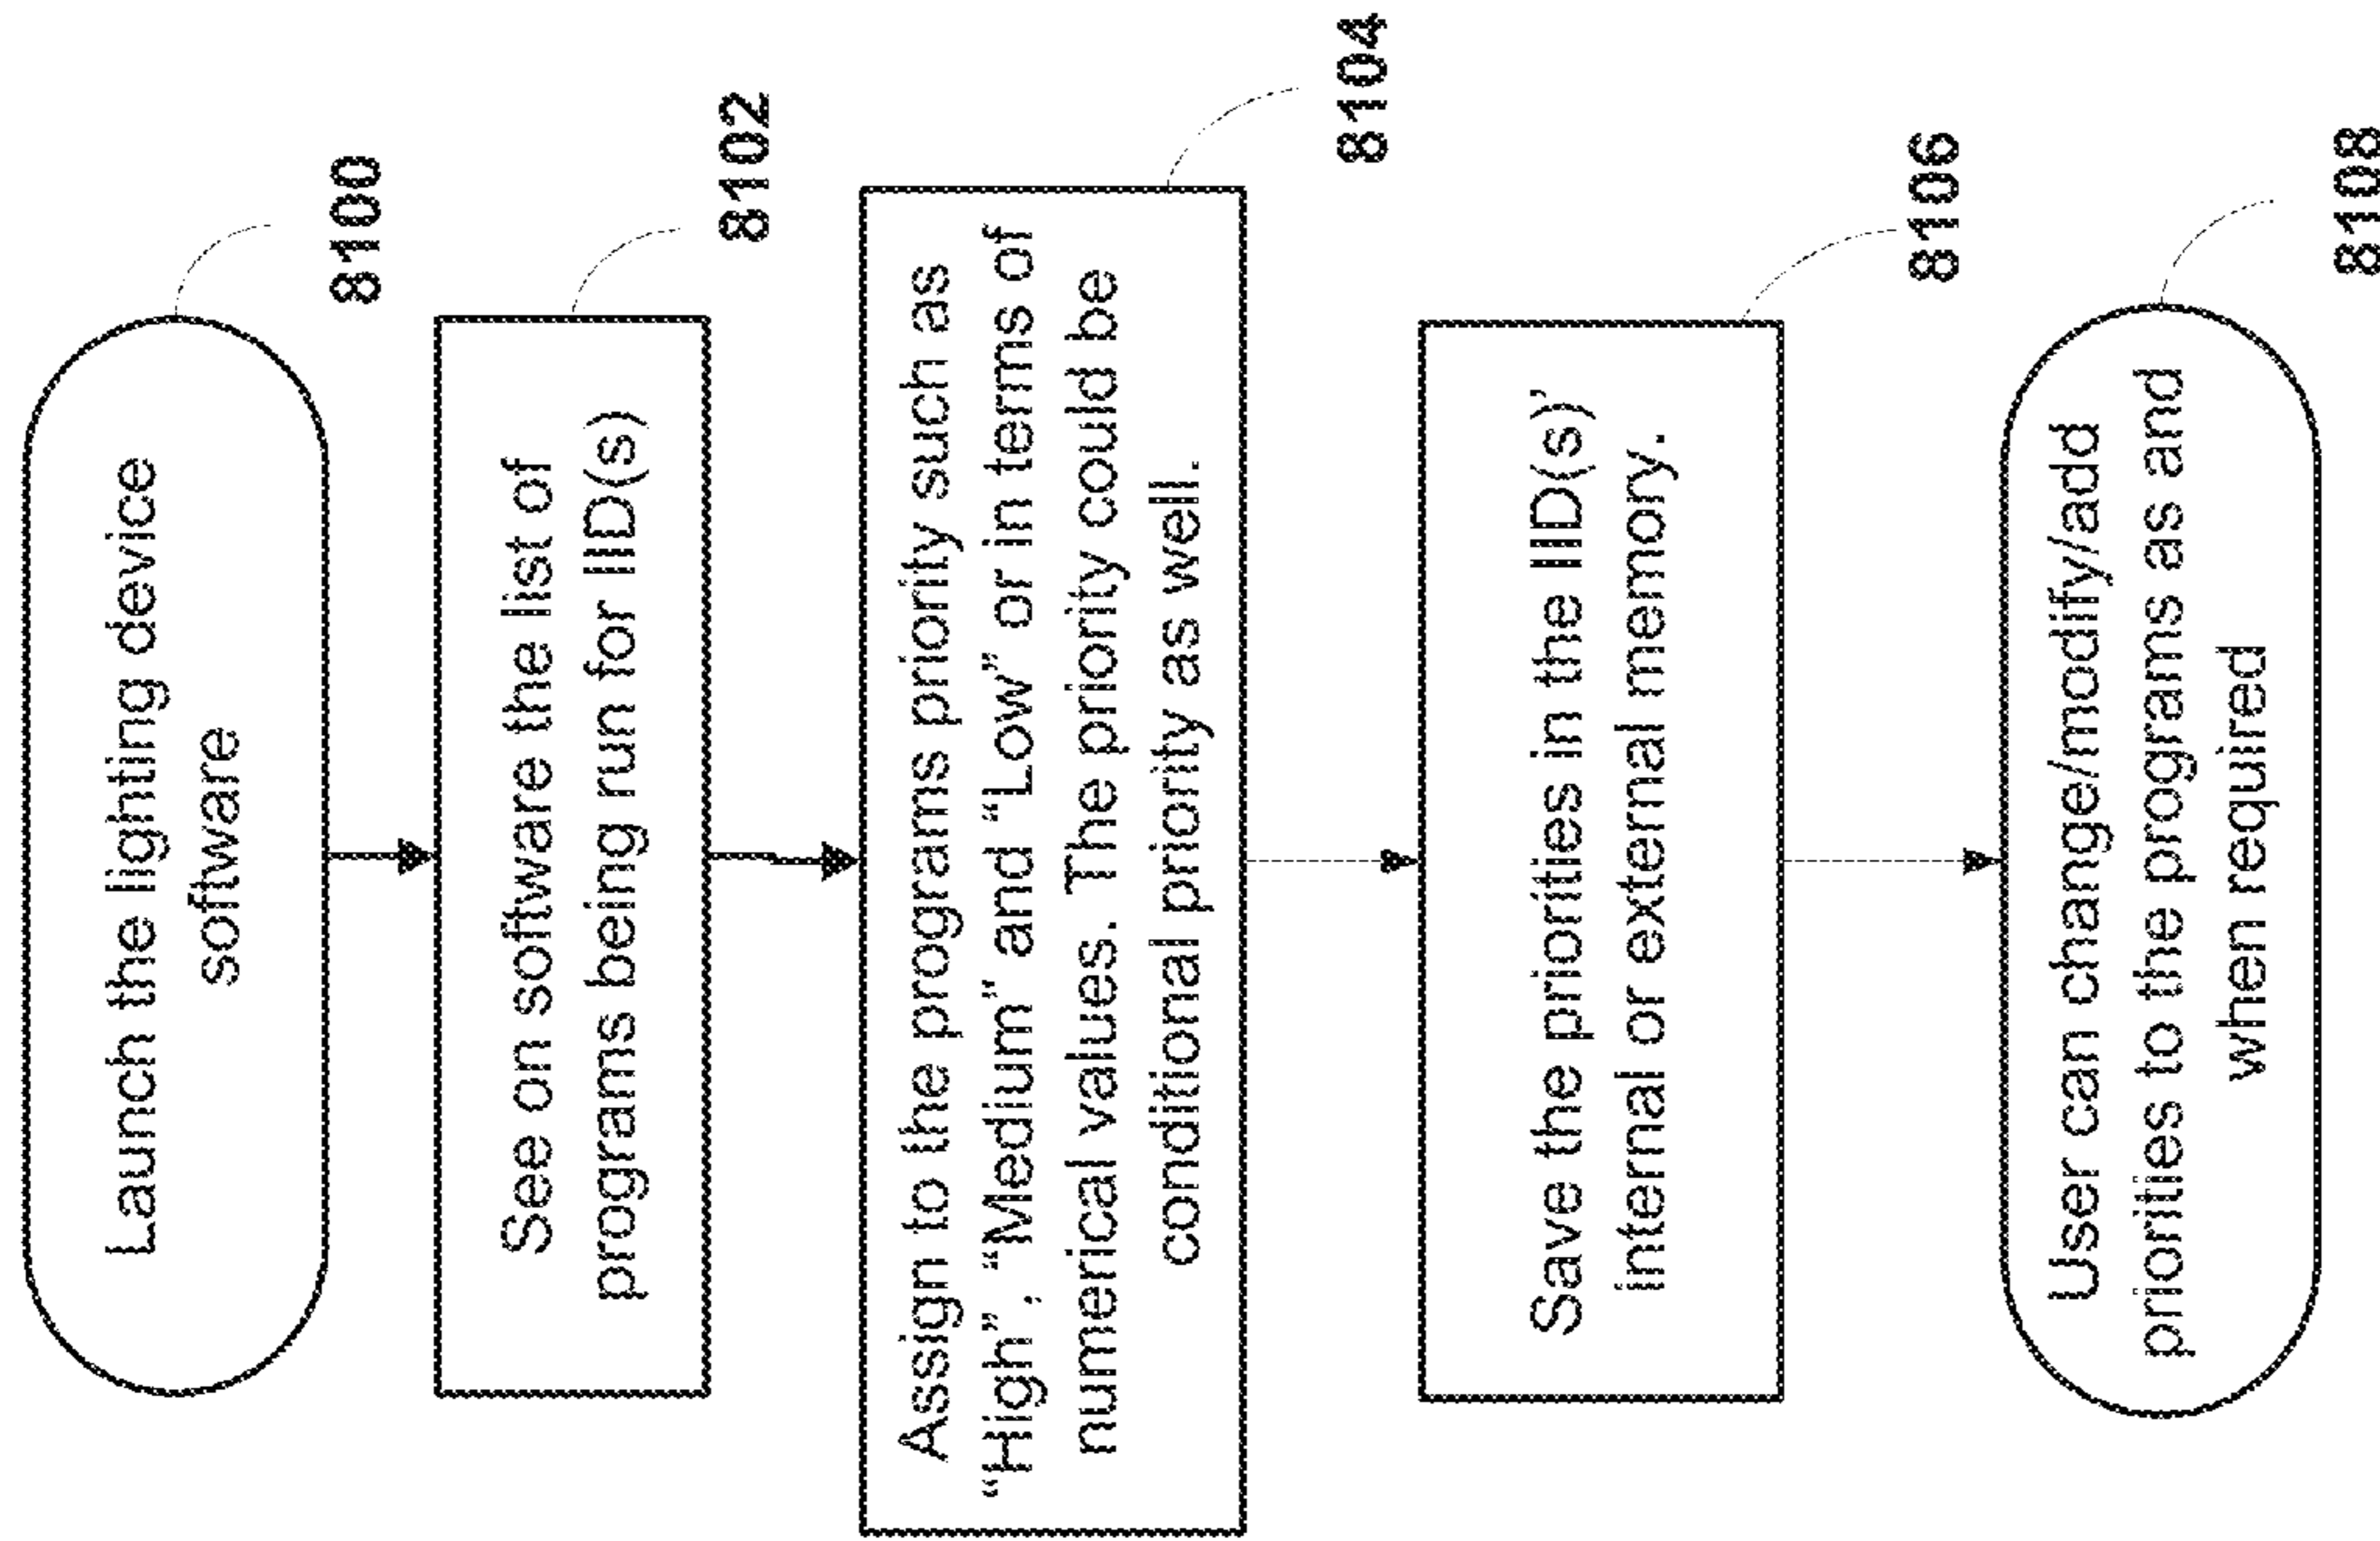 Launch the lighting device
software
8100
See on software the list of
programs being run for IID(s)
8102
Assign to the programs priority such as
“High”, “Medium” and “Low” or in terms of
numerical values. The priority could be
conditional priority as well.
8104
Save the priorities in the IID(s)’
internal or external memory.
8106
User can change/modify/add
priorities to the programs as and
when required
8108